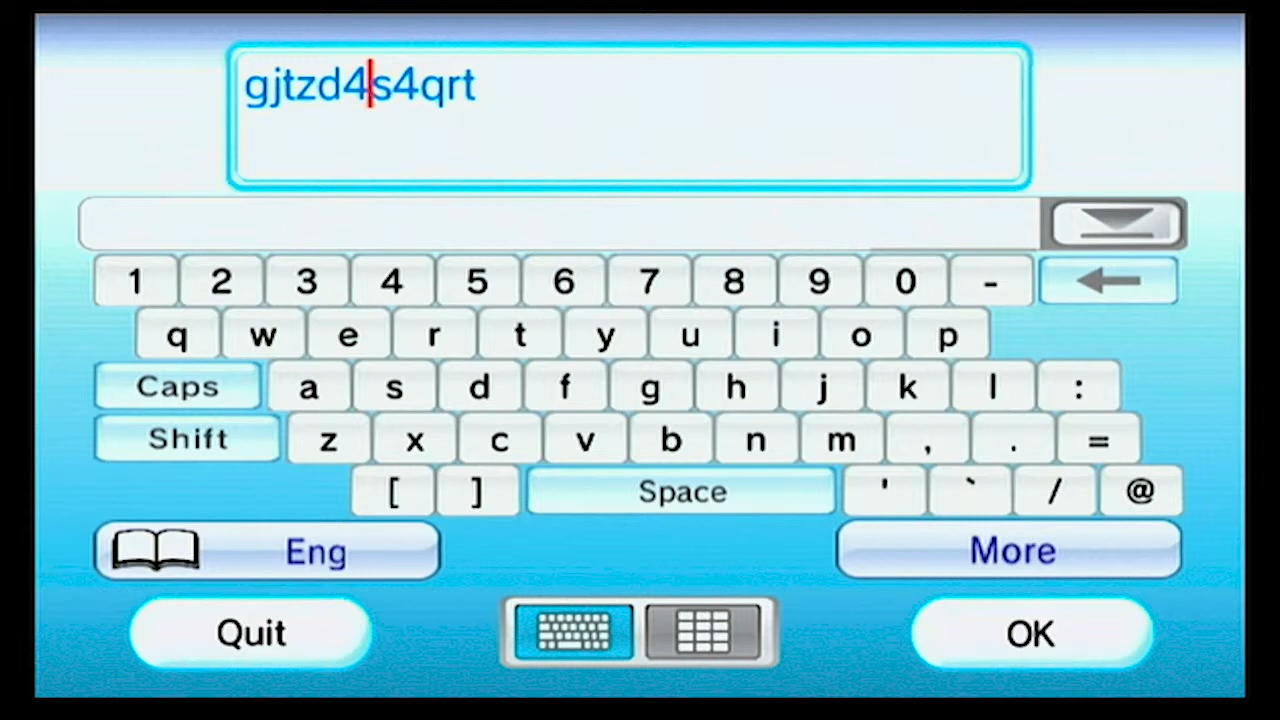 gjtzd4s4qrt
1 2 3 4 5 6 7 8 9 0 -
q w e r t y u i o p
Caps a s d f g h j k l :
Shift z x c v b n m , . =
[ ] Space ' ` / @
Eng More
Quit OK